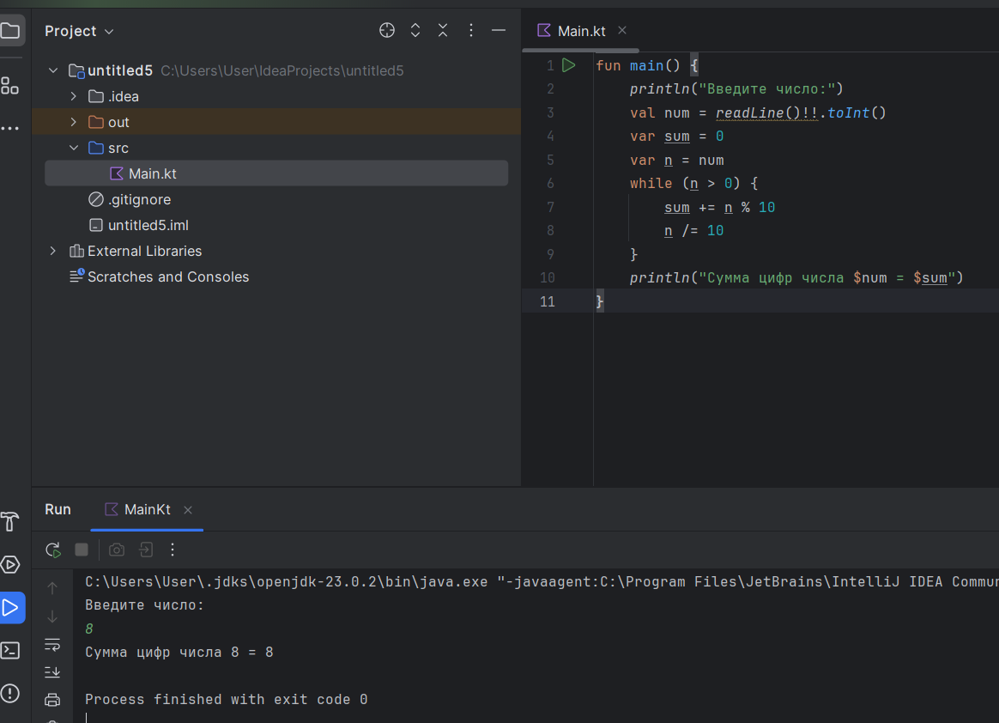 Project
untitled5 C:\Users\User\IdeaProjects\untitled5
.idea
out
src
Main.kt
.gitignore
untitled5.iml
External Libraries
Scratches and Consoles
Main.kt
1 fun main() {
2 println("Введите число:")
3 val num = readLine()!!.toInt()
4 var sum = 0
5 var n = num
6 while (n > 0) {
7 sum += n % 10
8 n /= 10
9 }
10 println("Сумма цифр числа $num = $sum")
11 }
Run MainKt
C:\Users\User\.jdks\openjdk-23.0.2\bin\java.exe "-javaagent:C:\Program Files\JetBrains\IntelliJ IDEA Commun
Введите число:
8
Сумма цифр числа 8 = 8
Process finished with exit code 0